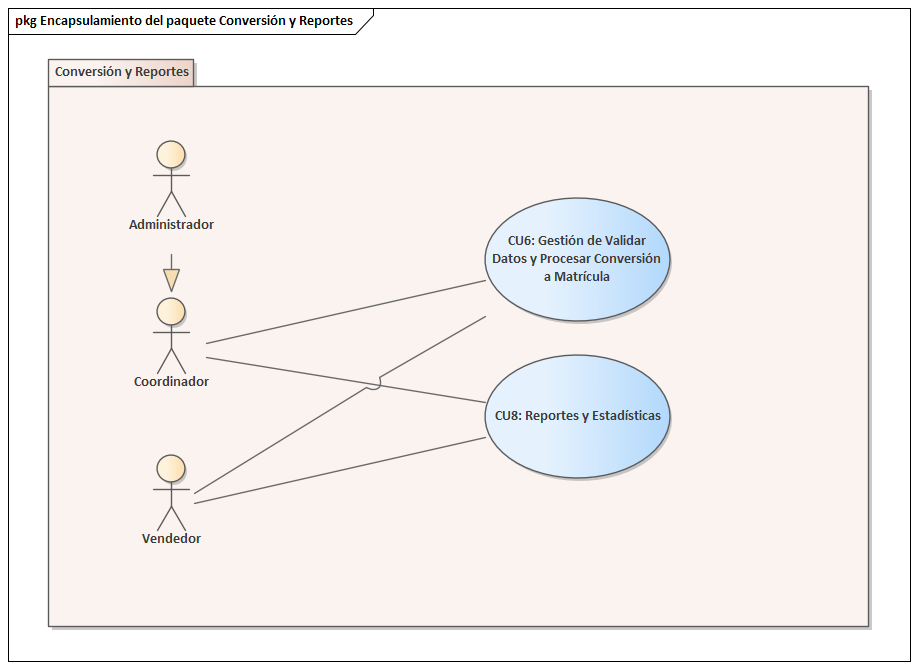 pkg Encapsulamiento del paquete Conversión y Reportes
Conversión y Reportes
Administrador
CU6: Gestión de Validar
Datos y Procesar Conversión
a Matrícula
Coordinador
CU8: Reportes y Estadísticas
Vendedor